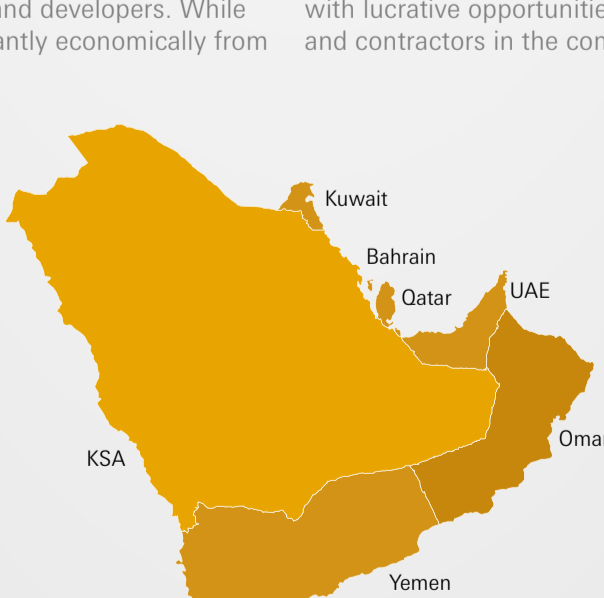 and developers. While
antly economically from
with lucrative opportunitie
and contractors in the con
Kuwait
Bahrain
Qatar
UAE
Oma
KSA
Yemen